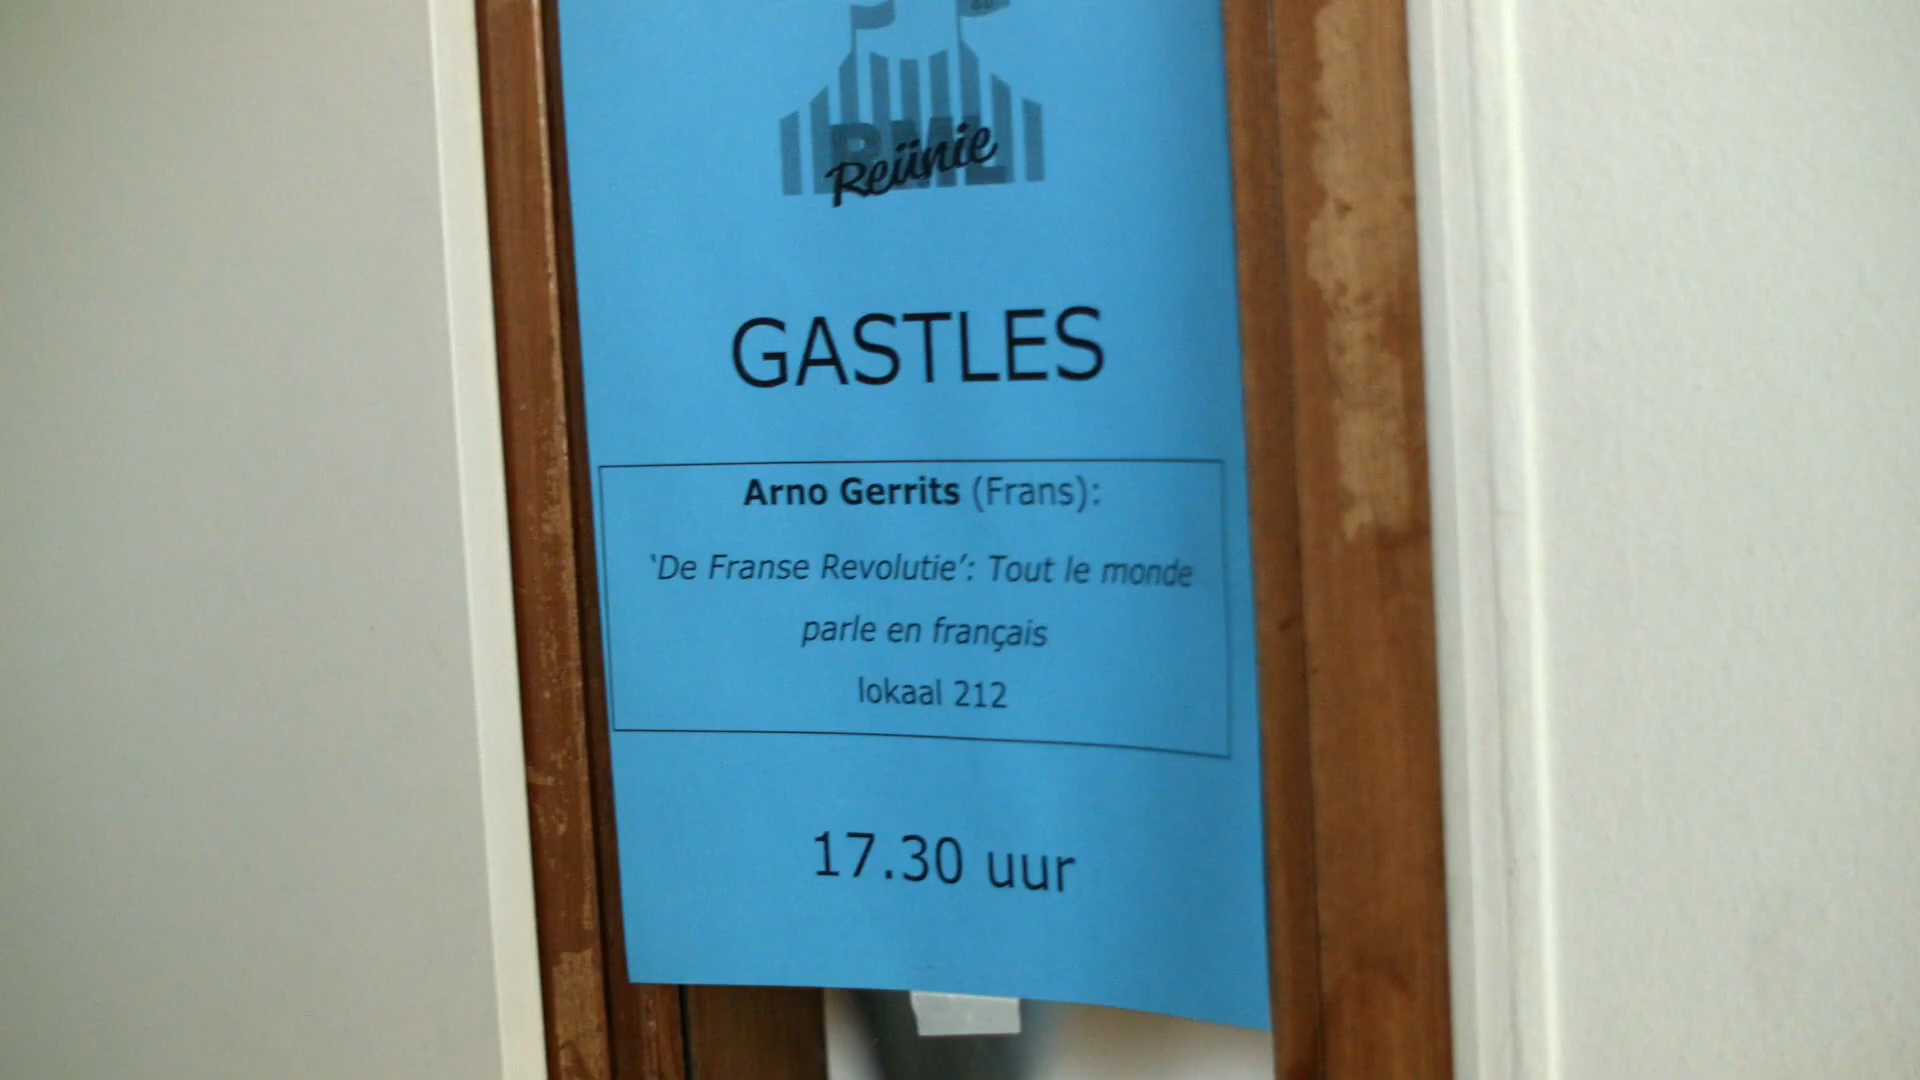 Reünie
GASTLES
Arno Gerrits (Frans):
‘De Franse Revolutie’: Tout le monde
parle en français
lokaal 212
17.30 uur